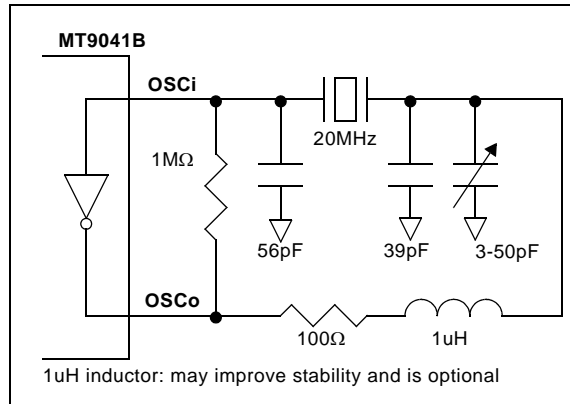 MT9041B
OSCi
20MHz
1MΩ
56pF
39pF
3-50pF
OSCo
100Ω
1uH
1uH inductor: may improve stability and is optional